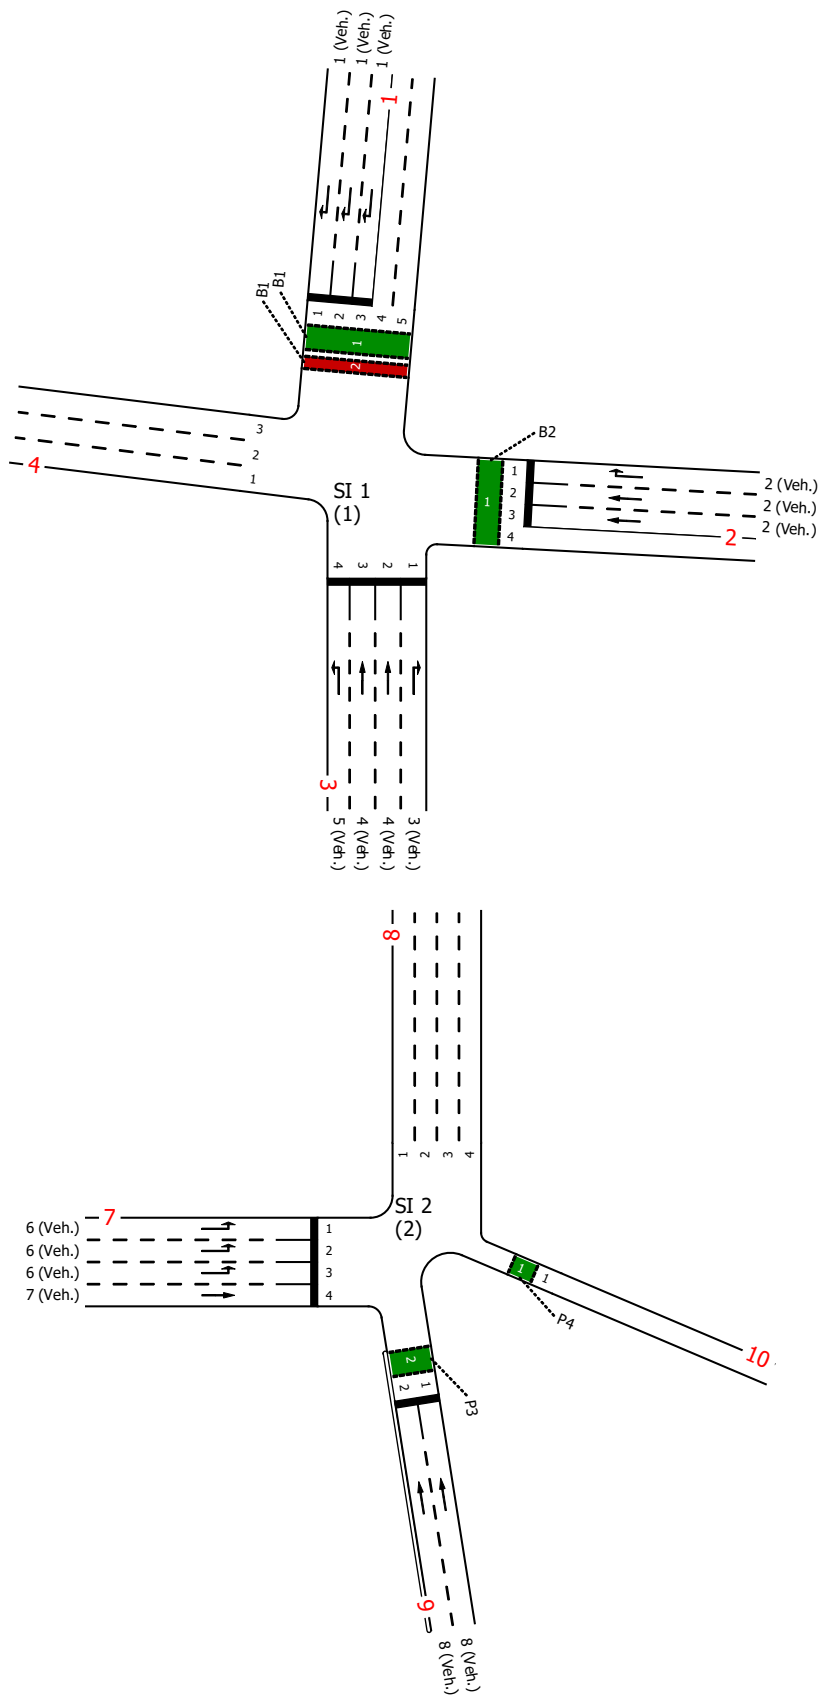 1 (Veh.)
1 (Veh.)
1 (Veh.)
1
B1
B1
1
2
3
4
5
1
2
4
3
2
1
SI 1
(1)
B2
1
1
2
3
4
2 (Veh.)
2 (Veh.)
2 (Veh.)
2
4
3
2
1
3
5 (Veh.)
4 (Veh.)
4 (Veh.)
3 (Veh.)
8
1
2
3
4
SI 2
(2)
7
6 (Veh.)
6 (Veh.)
6 (Veh.)
7 (Veh.)
1
2
3
4
1
1
P4
10
2
2
1
P3
9
8 (Veh.)
8 (Veh.)